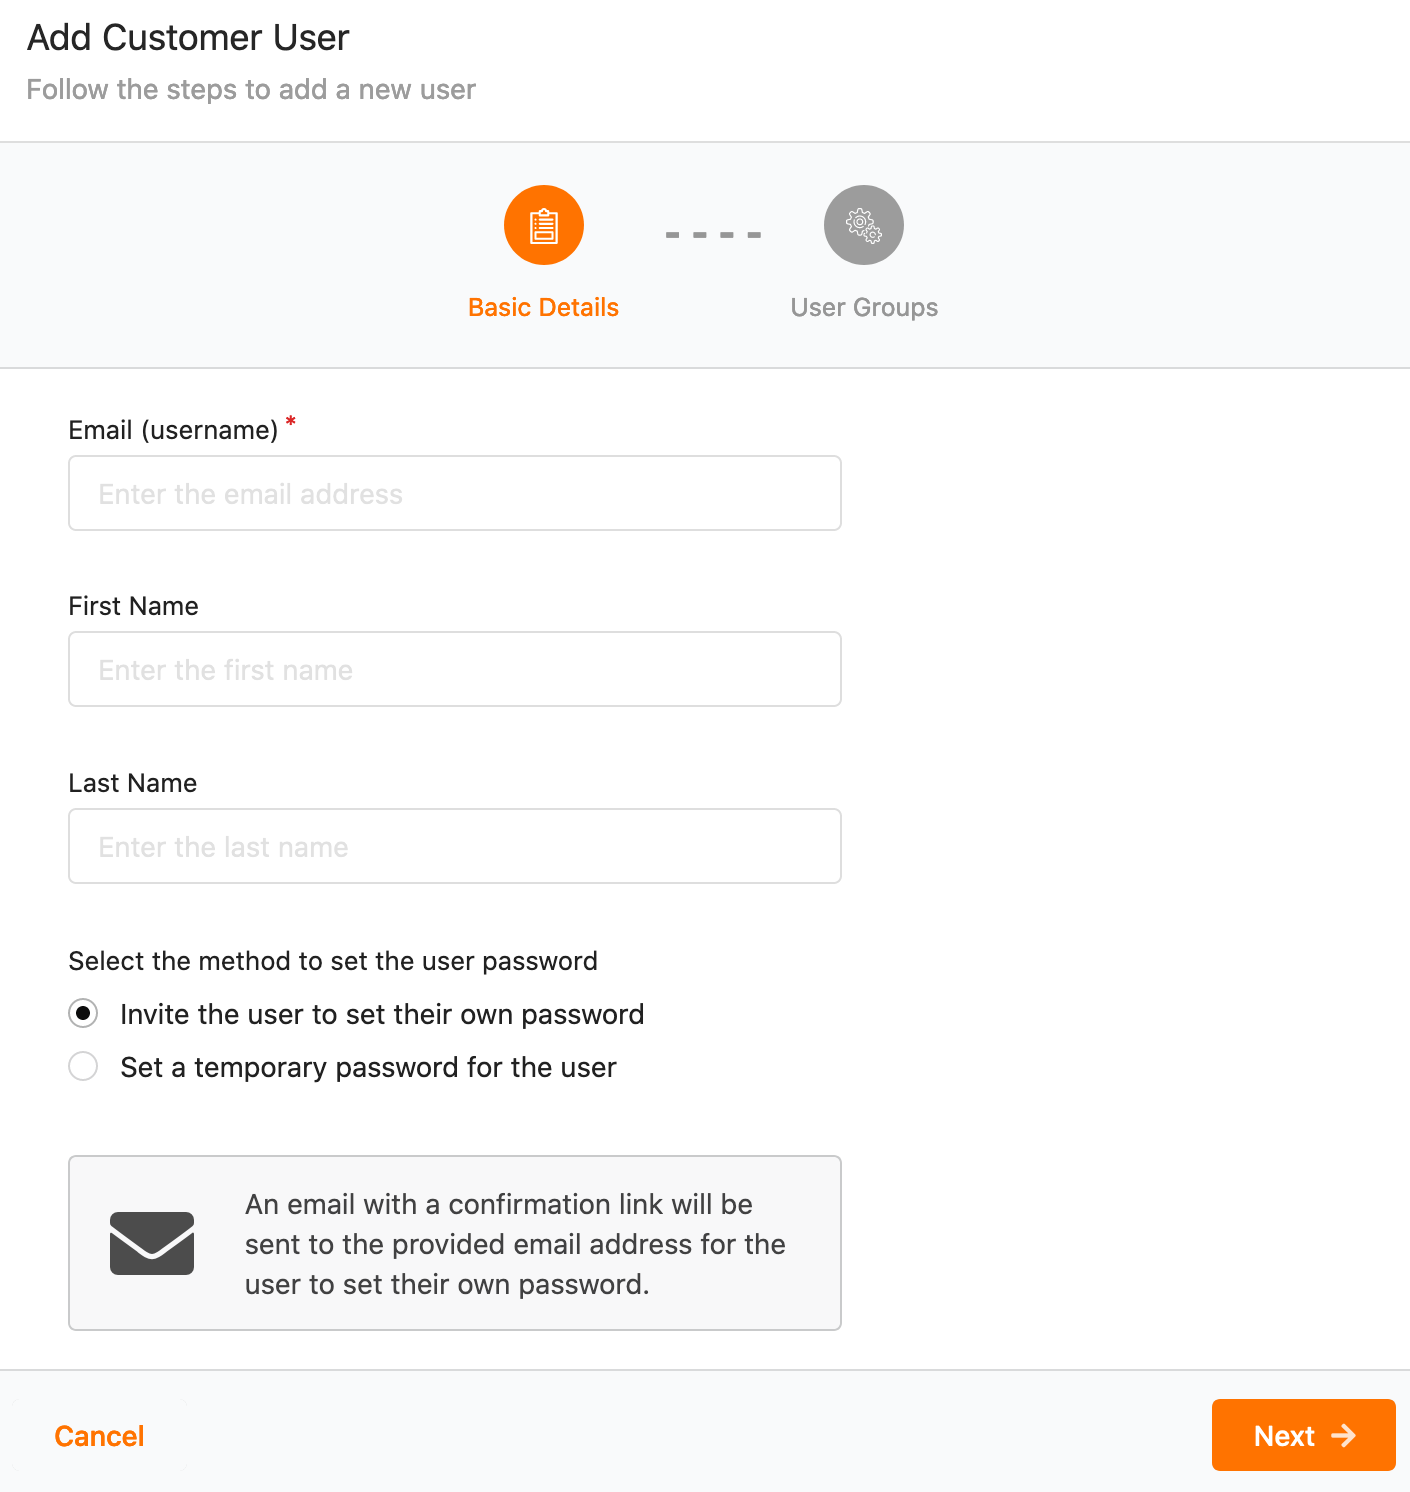 Add Customer User
Follow the steps to add a new user
Basic Details
User Groups
Email (username) *
Enter the email address
First Name
Enter the first name
Last Name
Enter the last name
Select the method to set the user password
Invite the user to set their own password
Set a temporary password for the user
An email with a confirmation link will be
sent to the provided email address for the
user to set their own password.
Cancel
Next